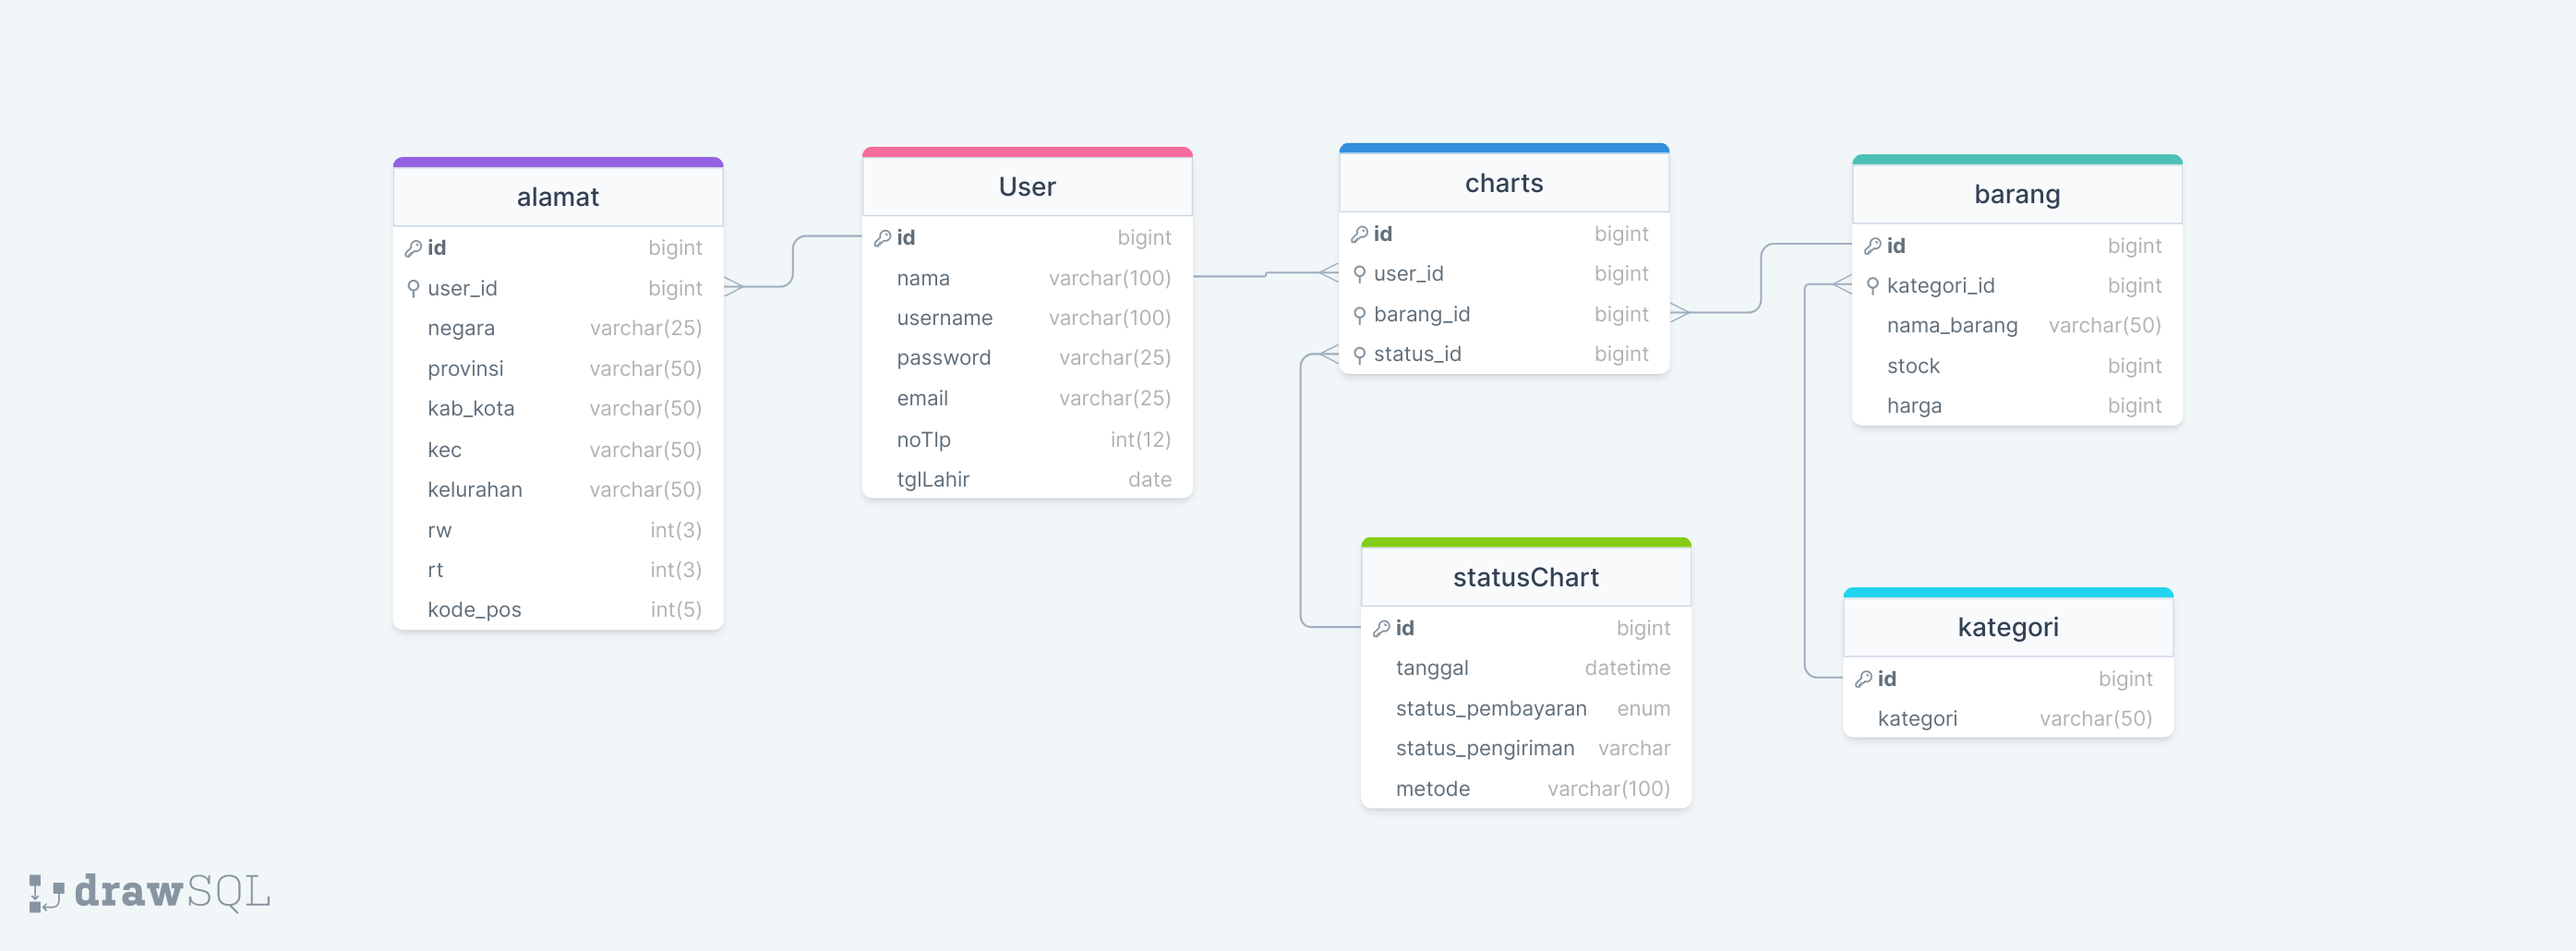 alamat
id bigint
user_id bigint
negara varchar(25)
provinsi varchar(50)
kab_kota varchar(50)
kec varchar(50)
kelurahan varchar(50)
rw int(3)
rt int(3)
kode_pos int(5)
User
id bigint
nama varchar(100)
username varchar(100)
password varchar(25)
email varchar(25)
noTlp int(12)
tglLahir date
charts
id bigint
user_id bigint
barang_id bigint
status_id bigint
barang
id bigint
kategori_id bigint
nama_barang varchar(50)
stock bigint
harga bigint
statusChart
id bigint
tanggal datetime
status_pembayaran enum
status_pengiriman varchar
metode varchar(100)
kategori
id bigint
kategori varchar(50)
drawSQL